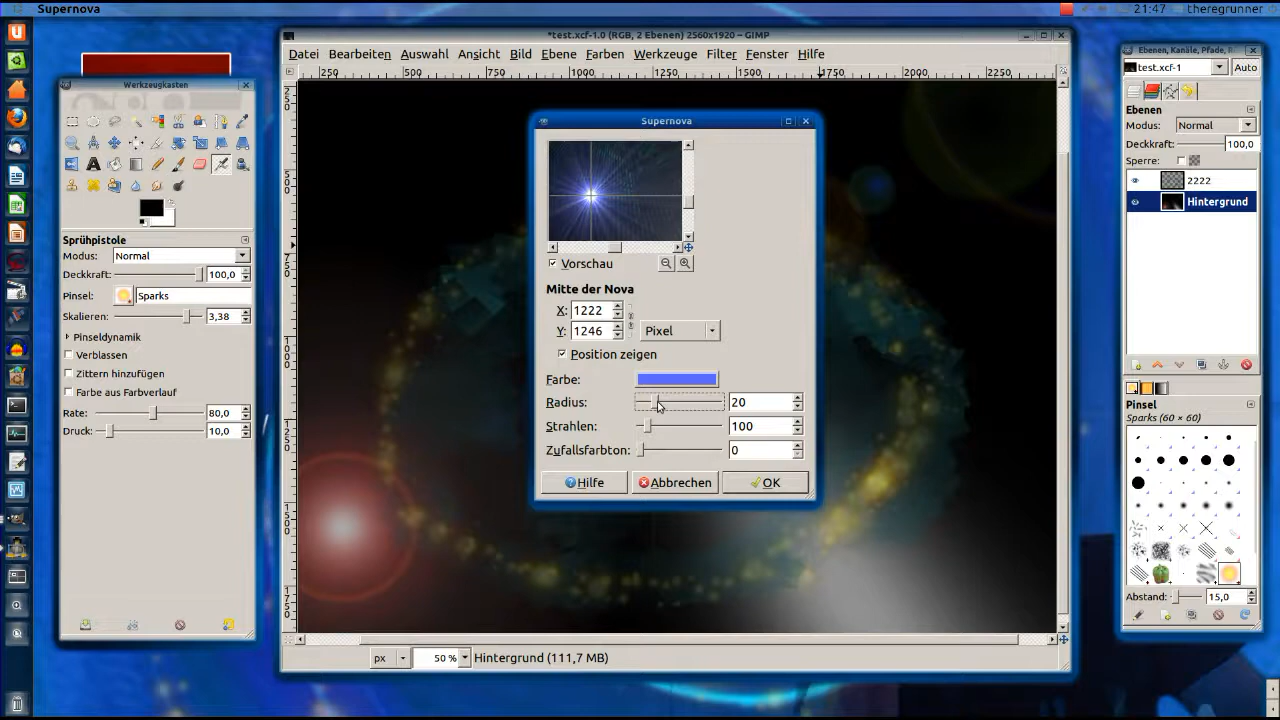 Supernova
21:47
theregrunner
*test.xcf-1.0 (RGB, 2 Ebenen) 2560x1920 – GIMP
Datei Bearbeiten Auswahl Ansicht Bild Ebene Farben Werkzeuge Filter Fenster Hilfe
250 500 750 1000 1250 1500 1750 2000 2250
Werkzeugkasten
Sprühpistole
Modus: Normal
Deckkraft: 100,0
Pinsel: Sparks
Skalieren: 3,38
Pinseldynamik
Verblassen
Zittern hinzufügen
Farbe aus Farbverlauf
Rate: 80,0
Druck: 10,0
Supernova
Vorschau
Mitte der Nova
X: 1222
Y: 1246 Pixel
Position zeigen
Farbe:
Radius: 20
Strahlen: 100
Zufallsfarbton: 0
Hilfe Abbrechen OK
px 50 % Hintergrund (111,7 MB)
Ebenen, Kanäle, Pfade, R
test.xcf-1 Auto
Ebenen
Modus: Normal
Deckkraft: 100,0
Sperre:
2222
Hintergrund
Pinsel
Sparks (60 × 60)
Abstand: 15,0